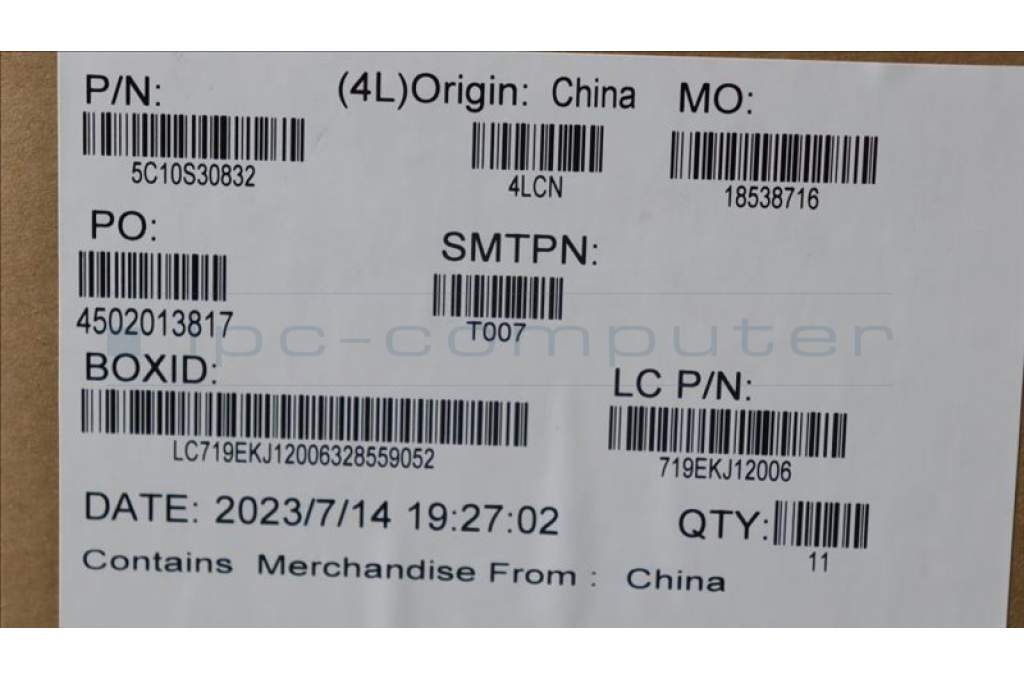 P/N: (4L)Origin: China MO:
5C10S30832 4LCN 18538716
PO: SMTPN:
4502013817 T007
ipc-computer
BOXID: LC P/N:
LC719EKJ12006328559052 719EKJ12006
DATE: 2023/7/14 19:27:02 QTY:
11
Contains Merchandise From : China